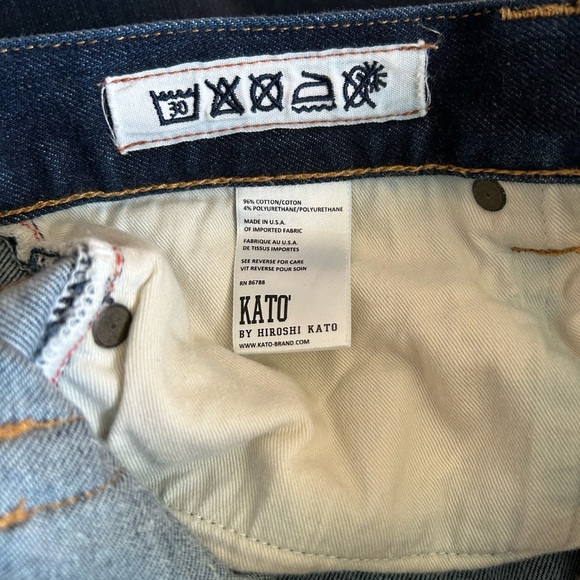 30
96% COTTON/COTON
4% POLYURETHANE/POLYURETHANE
MADE IN U.S.A.
OF IMPORTED FABRIC
FABRIQUE AU U.S.A.
DE TISSUS IMPORTES
SEE REVERSE FOR CARE
VIT REVERSE POUR SOIN
RN 86788
KATO'
BY HIROSHI KATO
WWW.KATO-BRAND.COM